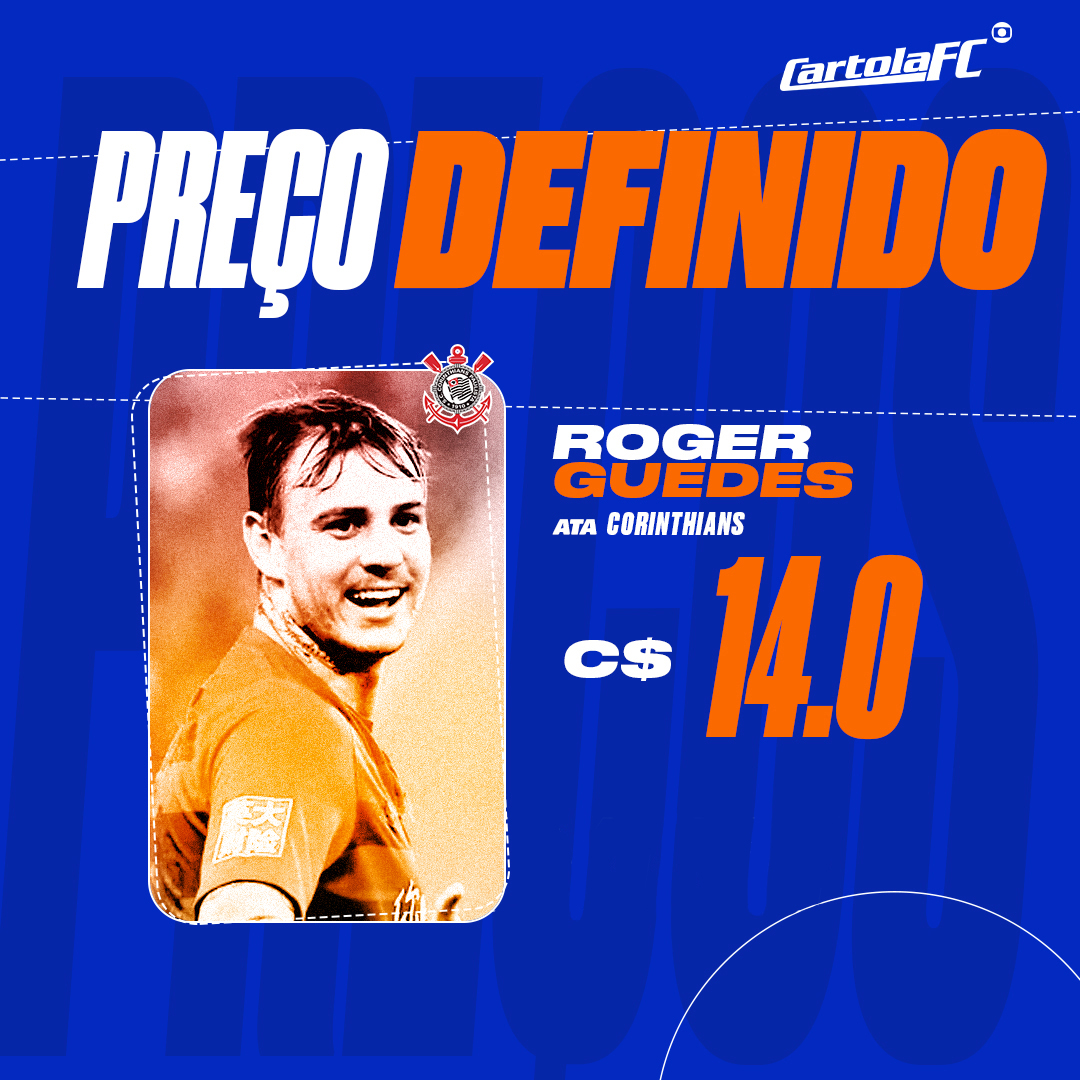 CartolaFC
PREÇO DEFINIDO
ROGER
GUEDES
ATA CORINTHIANS
C$ 14.0